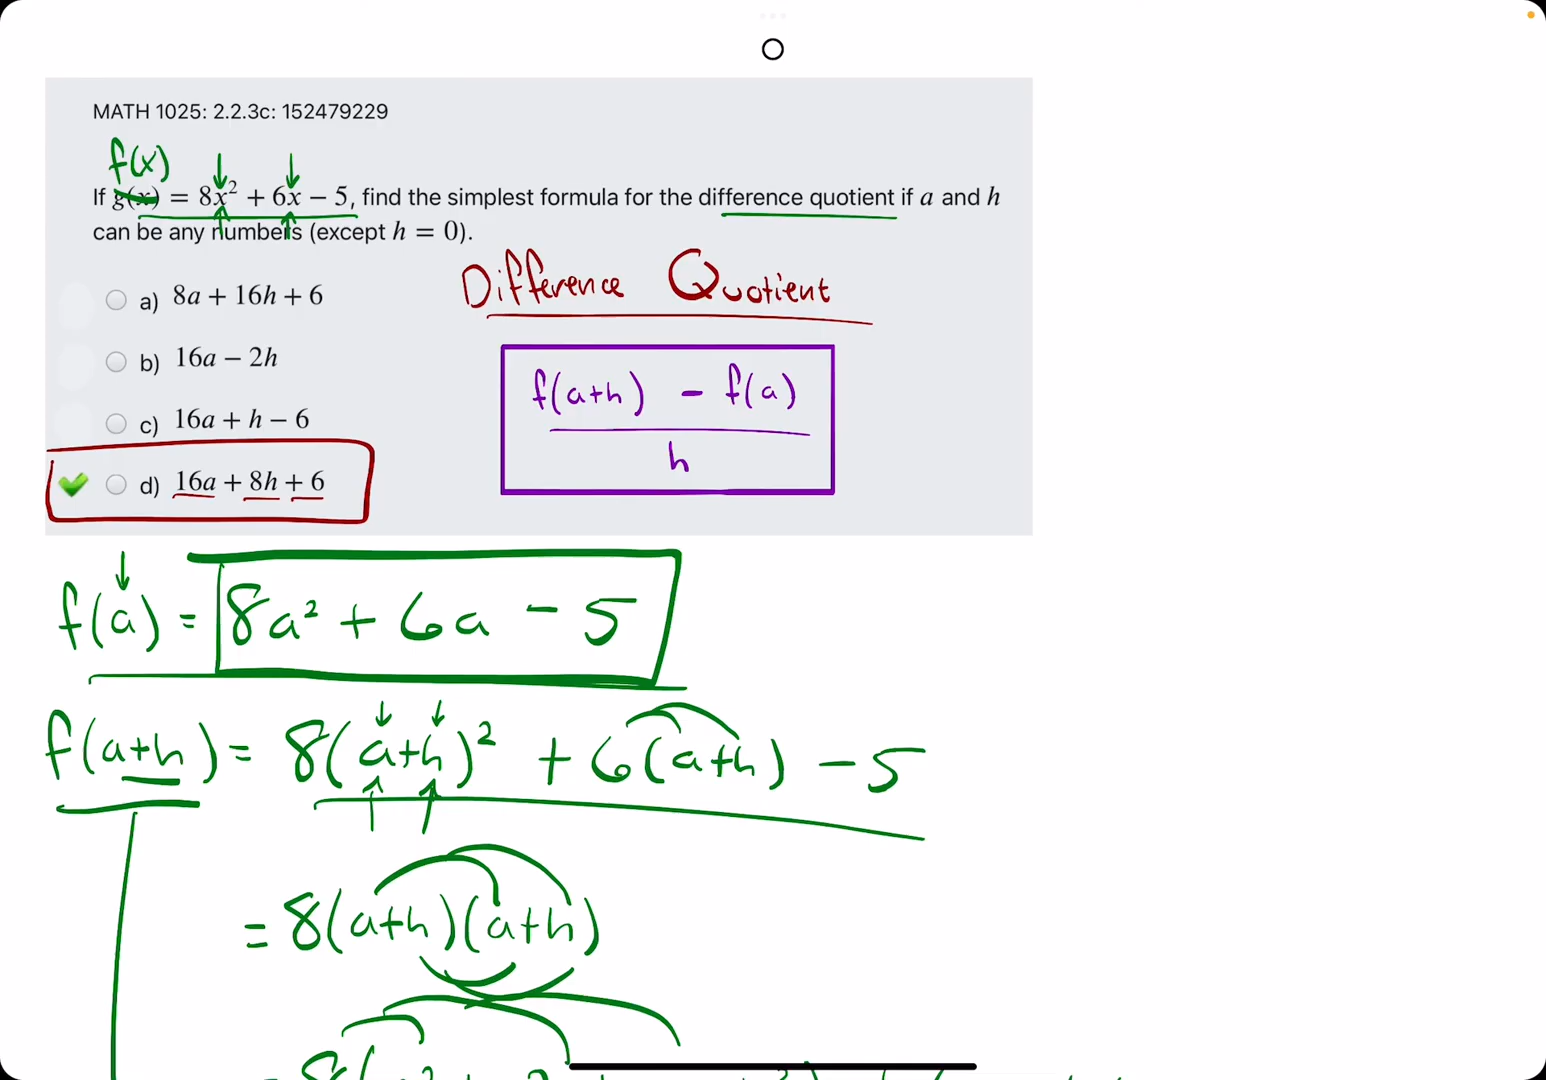 MATH 1025: 2.2.3c: 152479229
f(x)
If g(x) = 8x² + 6x − 5, find the simplest formula for the difference quotient if a and h
can be any numbers (except h = 0).
Difference Quotient
a) 8a + 16h + 6
b) 16a − 2h
c) 16a + h − 6
d) 16a + 8h + 6
f(a+h) - f(a)
h
f(a) = 8a² + 6a - 5
f(a+h) = 8(a+h)² + 6(a+h) - 5
= 8(a+h)(a+h)